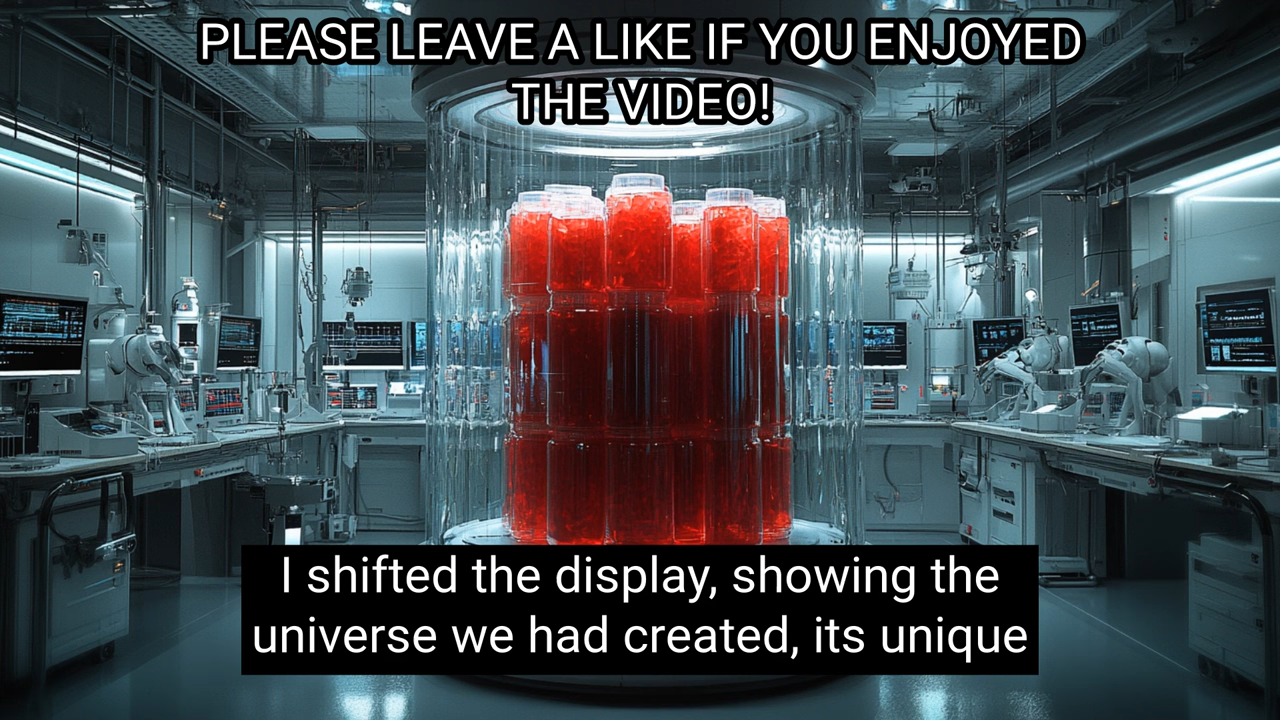 PLEASE LEAVE A LIKE IF YOU ENJOYED
THE VIDEO!
I shifted the display, showing the
universe we had created, its unique